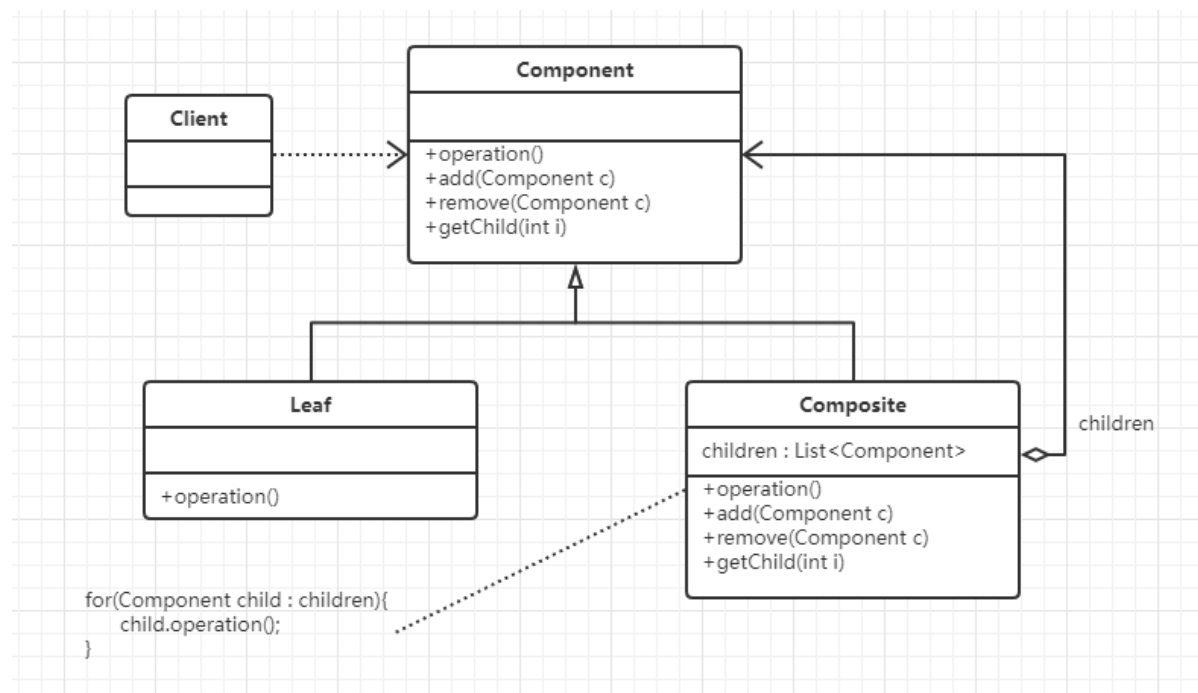 Component
Client
+operation()
+add(Component c)
+remove(Component c)
+getChild(int i)
Leaf
+operation()
Composite
children : List<Component>
+operation()
+add(Component c)
+remove(Component c)
+getChild(int i)
children
for(Component child : children){
child.operation();
}